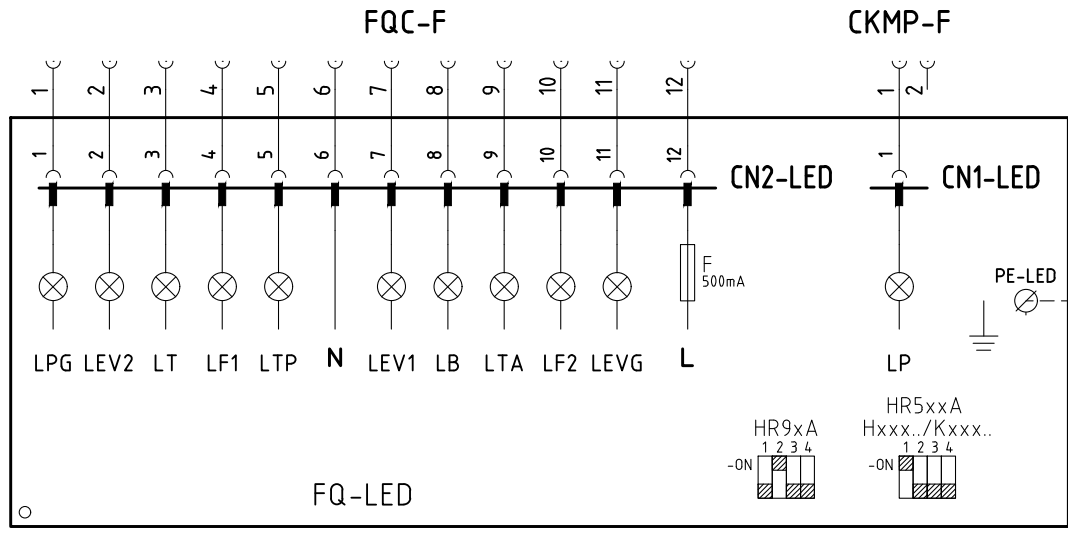 FQC-F CKMP-F
1 2 3 4 5 6 7 8 9 10 11 12 1 2
1 2 3 4 5 6 7 8 9 10 11 12 1
CN2-LED CN1-LED
F
500mA
PE-LED
LPG LEV2 LT LF1 LTP N LEV1 LB LTA LF2 LEVG L LP
HR5xxA
HR9xA Hxxx../Kxxx..
1 2 3 4 1 2 3 4
-ON -ON
FQ-LED